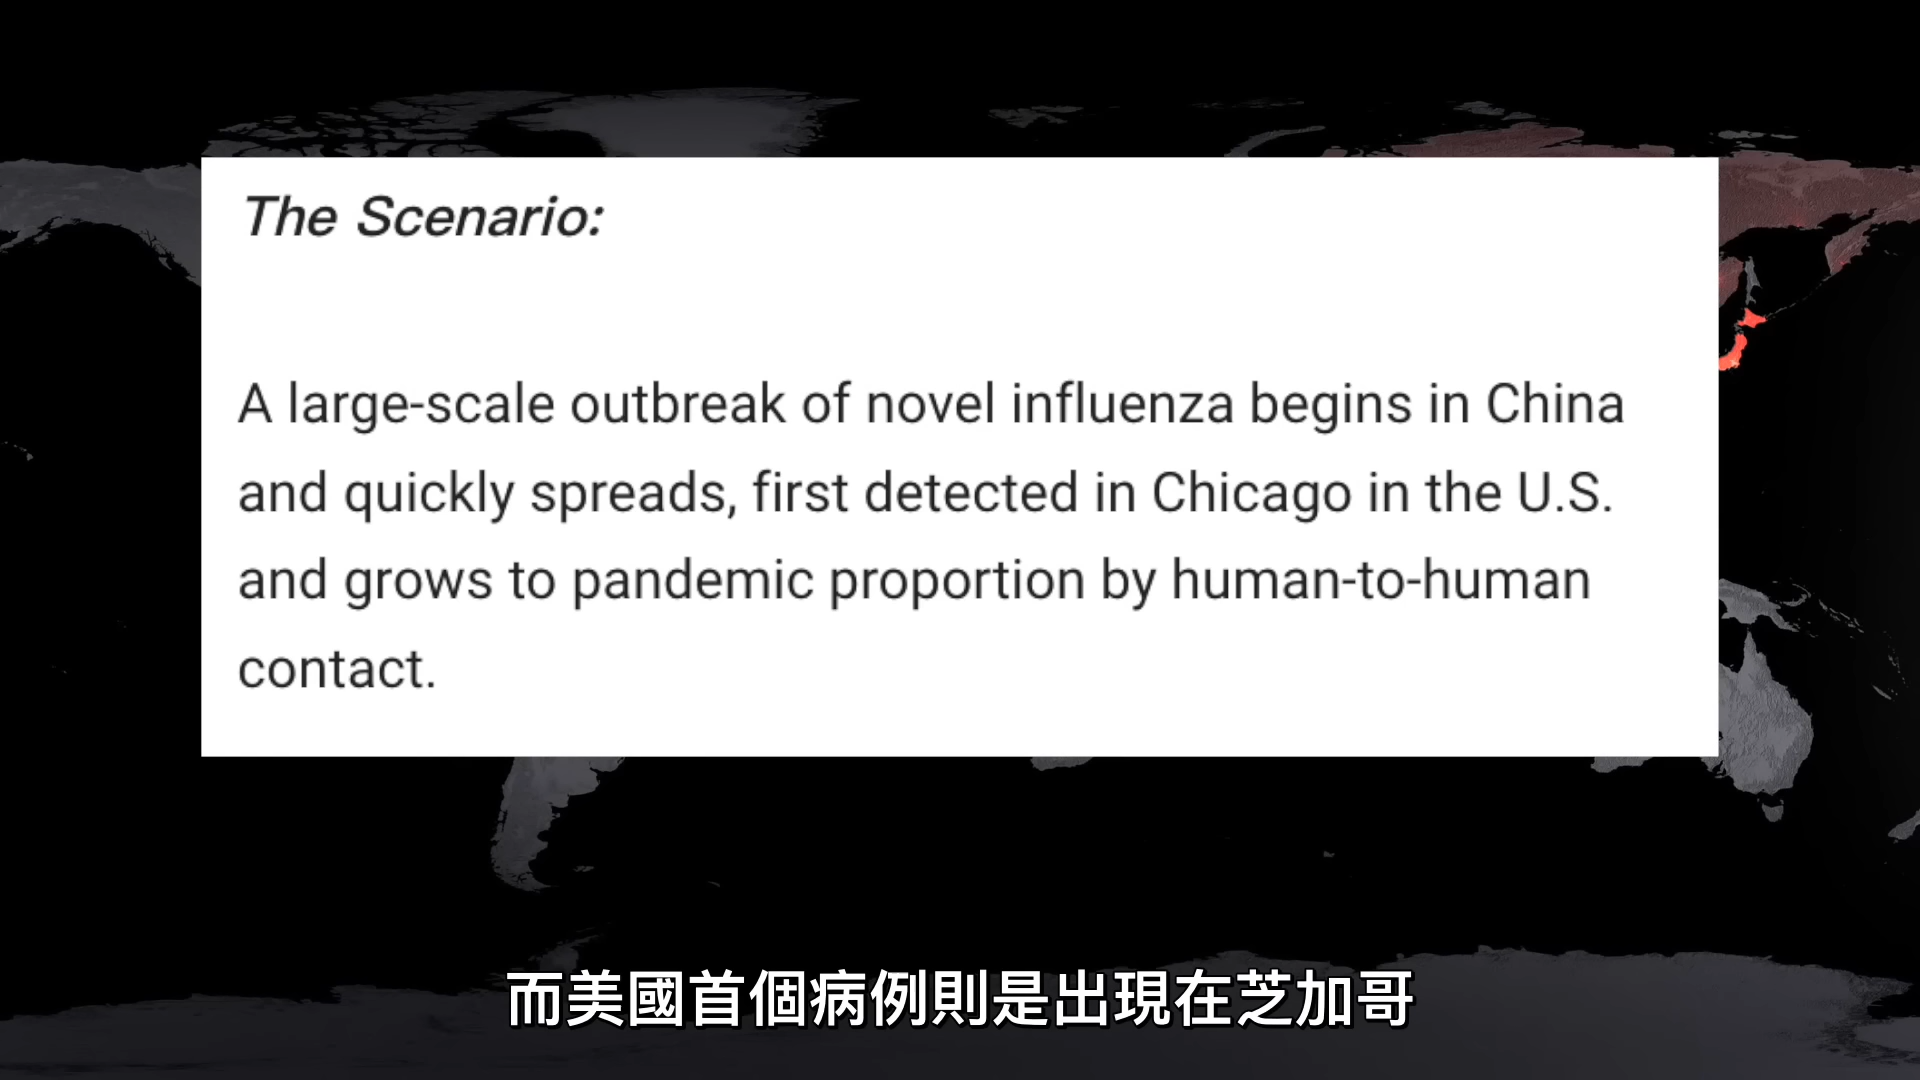 The Scenario:
A large-scale outbreak of novel influenza begins in China
and quickly spreads, first detected in Chicago in the U.S.
and grows to pandemic proportion by human-to-human
contact.
而美國首個病例則是出現在芝加哥